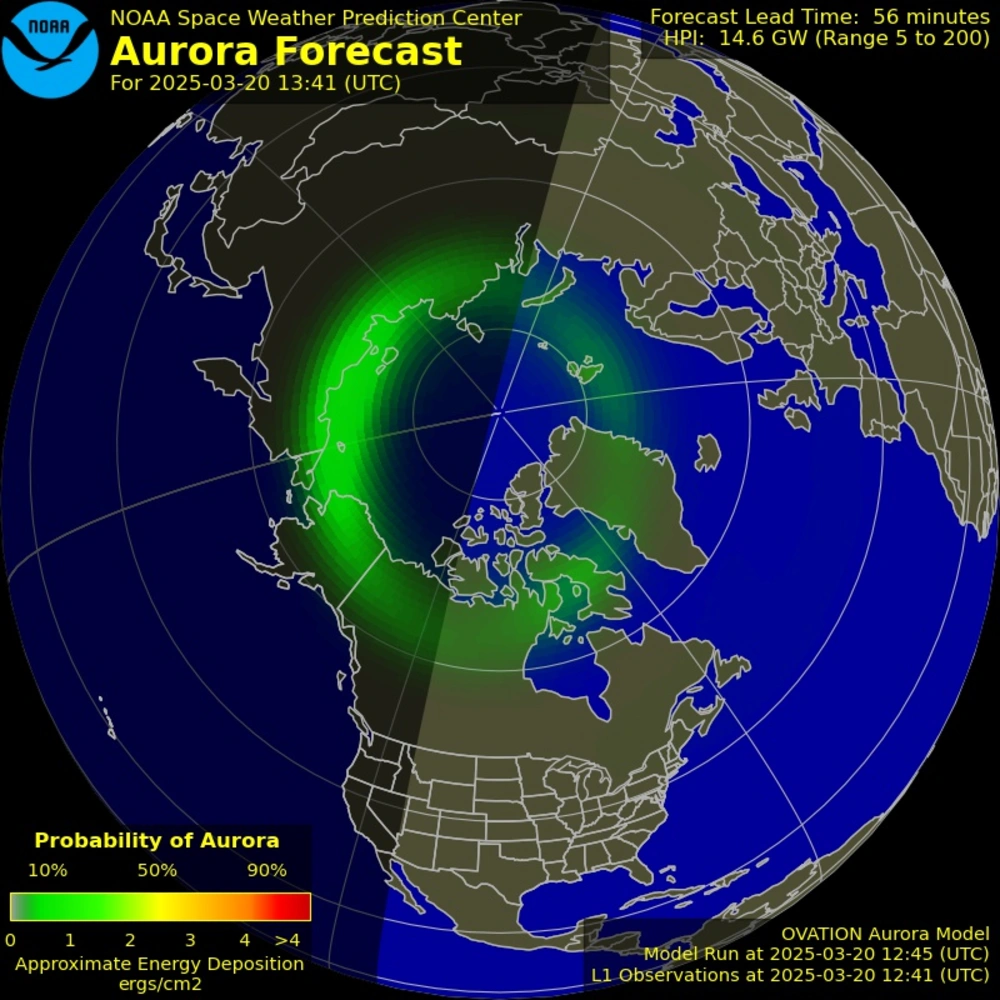 NOAA
NOAA Space Weather Prediction Center
Aurora Forecast
For 2025-03-20 13:41 (UTC)
Forecast Lead Time: 56 minutes
HPI: 14.6 GW (Range 5 to 200)
Probability of Aurora
10% 50% 90%
0 1 2 3 4 >4
Approximate Energy Deposition
ergs/cm2
OVATION Aurora Model
Model Run at 2025-03-20 12:45 (UTC)
L1 Observations at 2025-03-20 12:41 (UTC)